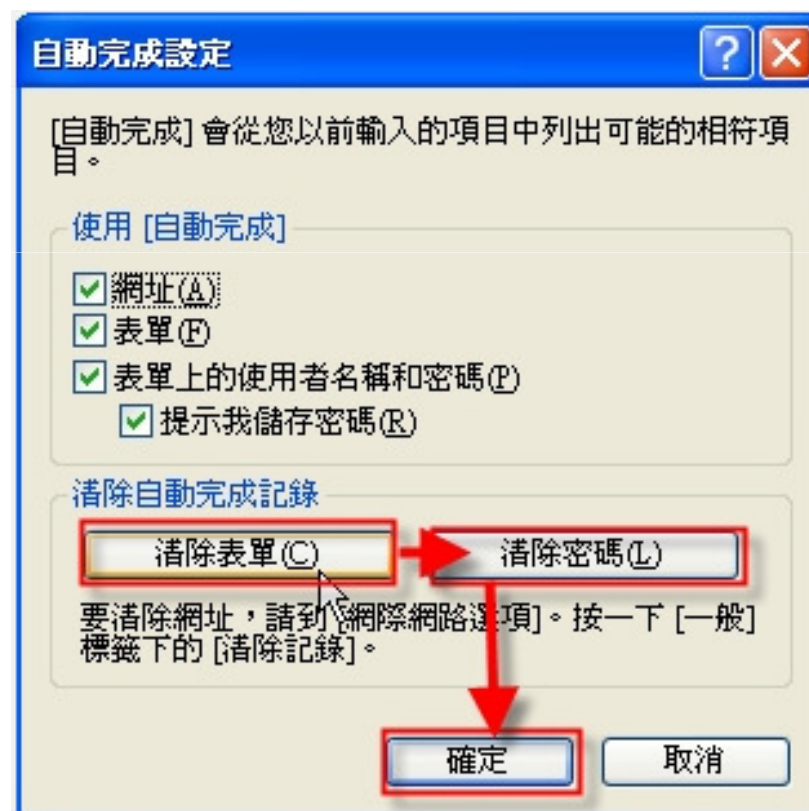 自動完成設定
[自動完成] 會從您以前輸入的項目中列出可能的相符項
目。
使用 [自動完成]
網址(A)
表單(F)
表單上的使用者名稱和密碼(P)
提示我儲存密碼(R)
清除自動完成記錄
清除表單(C)
清除密碼(L)
要清除網址，請到 [網際網路選項]。按一下 [一般]
標籤下的 [清除記錄]。
確定
取消